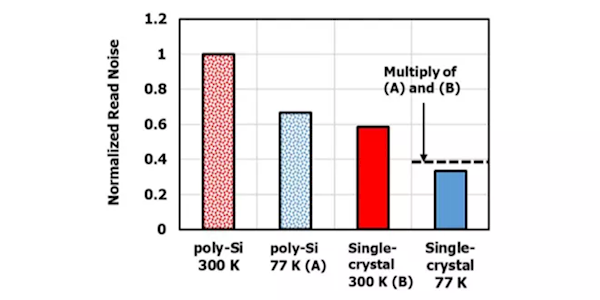 Normalized Read Noise
1.2
1
0.8
0.6
0.4
0.2
0
Multiply of
(A) and (B)
poly-Si
300 K
poly-Si
77 K (A)
Single-
crystal
300 K (B)
Single-
crystal
77 K